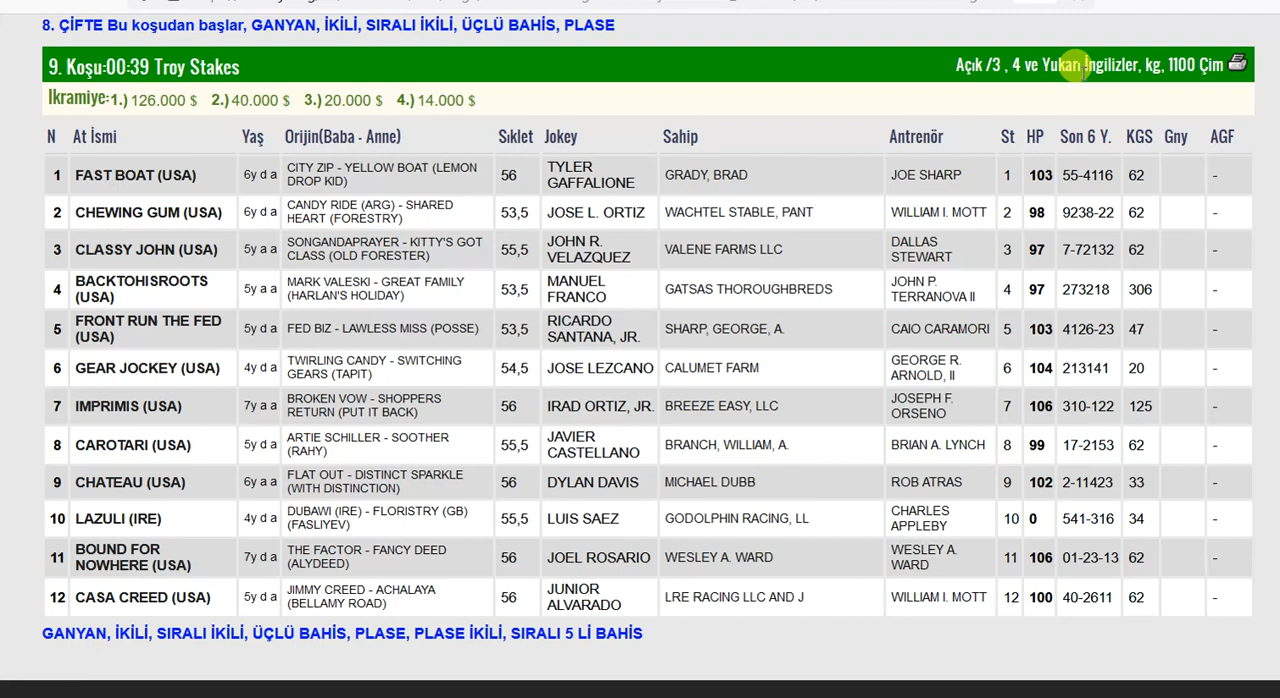 8. ÇİFTE Bu koşudan başlar, GANYAN, İKİLİ, SIRALI İKİLİ, ÜÇLÜ BAHİS, PLASE
9. Koşu:00:39 Troy Stakes Açık /3 , 4 ve Yukarı İngilizler, kg, 1100 Çim
İkramiye:1.) 126.000 $ 2.) 40.000 $ 3.) 20.000 $ 4.) 14.000 $
N At İsmi Yaş Orijin(Baba - Anne) Sıklet Jokey Sahip Antrenör St HP Son 6 Y. KGS Gny AGF
1 FAST BOAT (USA) 6y d a CITY ZIP - YELLOW BOAT (LEMON DROP KID) 56 TYLER GAFFALIONE GRADY, BRAD JOE SHARP 1 103 55-4116 62 -
2 CHEWING GUM (USA) 6y d a CANDY RIDE (ARG) - SHARED HEART (FORESTRY) 53,5 JOSE L. ORTIZ WACHTEL STABLE, PANT WILLIAM I. MOTT 2 98 9238-22 62 -
3 CLASSY JOHN (USA) 5y a a SONGANDAPRAYER - KITTY'S GOT CLASS (OLD FORESTER) 55,5 JOHN R. VELAZQUEZ VALENE FARMS LLC DALLAS STEWART 3 97 7-72132 62 -
4 BACKTOHISROOTS (USA) 5y a a MARK VALESKI - GREAT FAMILY (HARLAN'S HOLIDAY) 53,5 MANUEL FRANCO GATSAS THOROUGHBREDS JOHN P. TERRANOVA II 4 97 273218 306 -
5 FRONT RUN THE FED (USA) 5y d a FED BIZ - LAWLESS MISS (POSSE) 53,5 RICARDO SANTANA, JR. SHARP, GEORGE, A. CAIO CARAMORI 5 103 4126-23 47 -
6 GEAR JOCKEY (USA) 4y d a TWIRLING CANDY - SWITCHING GEARS (TAPIT) 54,5 JOSE LEZCANO CALUMET FARM GEORGE R. ARNOLD, II 6 104 213141 20 -
7 IMPRIMIS (USA) 7y a a BROKEN VOW - SHOPPERS RETURN (PUT IT BACK) 56 IRAD ORTIZ, JR. BREEZE EASY, LLC JOSEPH F. ORSENO 7 106 310-122 125 -
8 CAROTARI (USA) 5y d a ARTIE SCHILLER - SOOTHER (RAHY) 55,5 JAVIER CASTELLANO BRANCH, WILLIAM, A. BRIAN A. LYNCH 8 99 17-2153 62 -
9 CHATEAU (USA) 6y a a FLAT OUT - DISTINCT SPARKLE (WITH DISTINCTION) 56 DYLAN DAVIS MICHAEL DUBB ROB ATRAS 9 102 2-11423 33 -
10 LAZULI (IRE) 4y d a DUBAWI (IRE) - FLORISTRY (GB) (FASLIYEV) 55,5 LUIS SAEZ GODOLPHIN RACING, LL CHARLES APPLEBY 10 0 541-316 34 -
11 BOUND FOR NOWHERE (USA) 7y d a THE FACTOR - FANCY DEED (ALYDEED) 56 JOEL ROSARIO WESLEY A. WARD WESLEY A. WARD 11 106 01-23-13 62 -
12 CASA CREED (USA) 5y d a JIMMY CREED - ACHALAYA (BELLAMY ROAD) 56 JUNIOR ALVARADO LRE RACING LLC AND J WILLIAM I. MOTT 12 100 40-2611 62 -
GANYAN, İKİLİ, SIRALI İKİLİ, ÜÇLÜ BAHİS, PLASE, PLASE İKİLİ, SIRALI 5 Lİ BAHİS